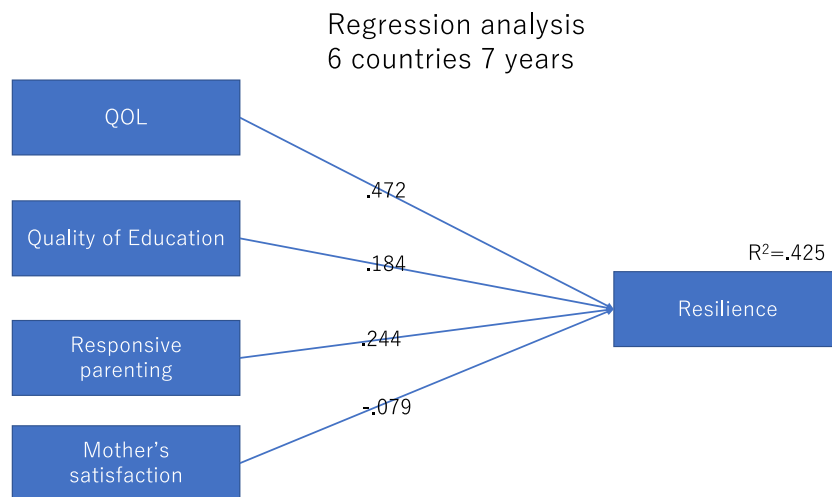 Regression analysis
6 countries 7 years
QOL
.472
Quality of Education
.184
R²=.425
Resilience
Responsive
parenting
.244
-.079
Mother's
satisfaction